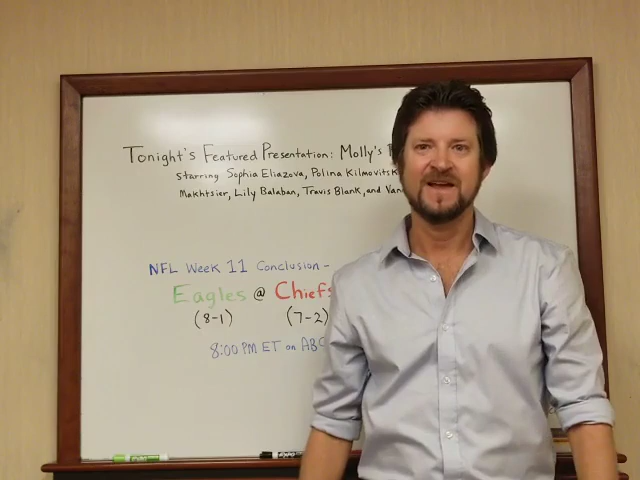 Tonight's Featured Presentation: Molly's
Starring Sophia Eliazova, Polina Kilmovitsk
Makhtsier, Lily Balaban, Travis Blank, and Van
NFL Week 11 Conclusion -
Eagles @ Chiefs
(8-1) (7-2)
8:00 PM ET on ABC